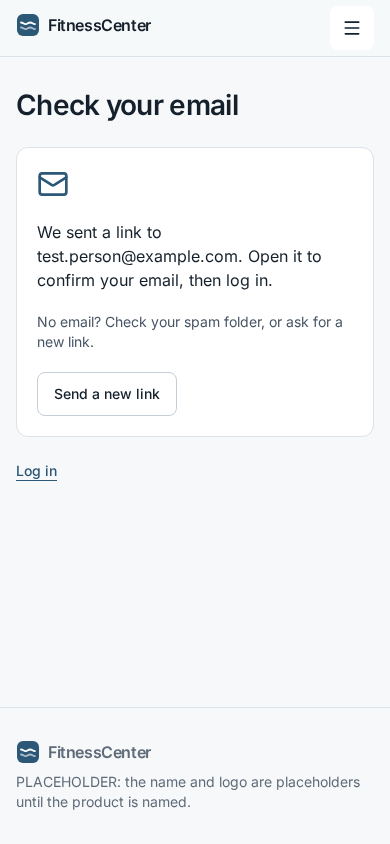 FitnessCenter
Check your email
We sent a link to
test.person@example.com. Open it to
confirm your email, then log in.
No email? Check your spam folder, or ask for a
new link.
Send a new link
Log in
FitnessCenter
PLACEHOLDER: the name and logo are placeholders
until the product is named.